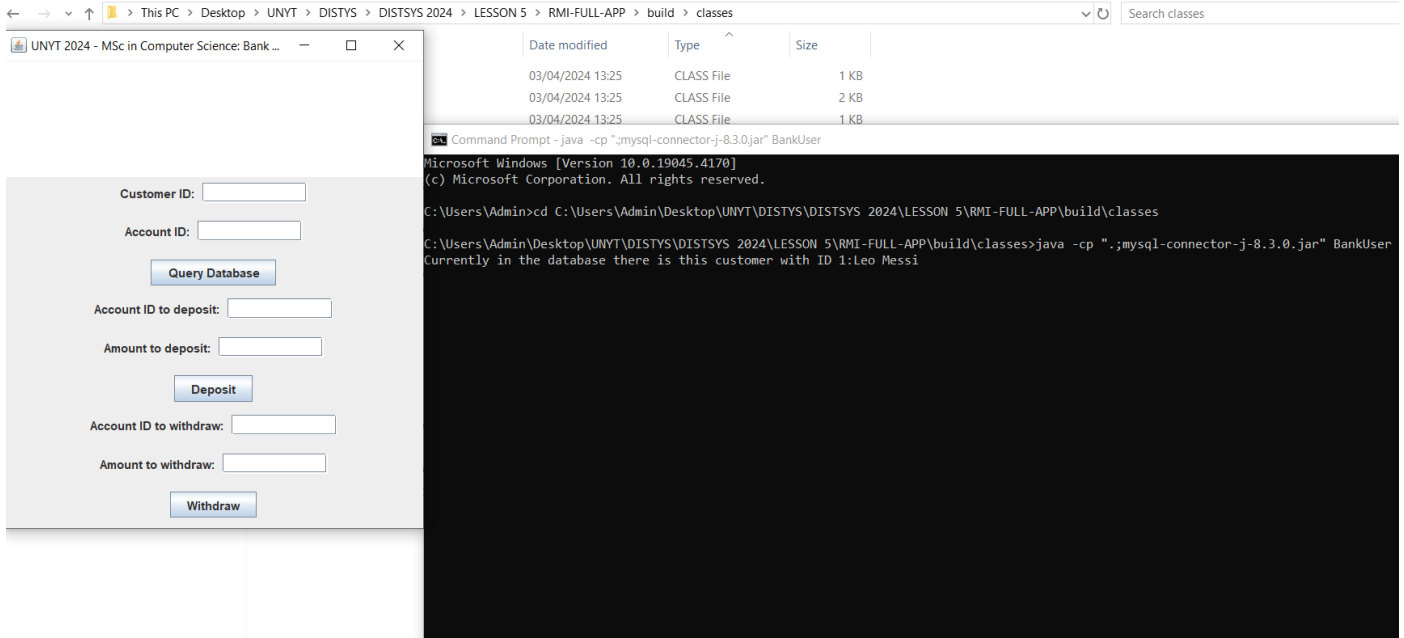 This PC > Desktop > UNYT > DISTYS > DISTSYS 2024 > LESSON 5 > RMI-FULL-APP > build > classes
Search classes
UNYT 2024 - MSc in Computer Science: Bank ...
Date modified Type Size
03/04/2024 13:25 CLASS File 1 KB
03/04/2024 13:25 CLASS File 2 KB
03/04/2024 13:25 CLASS File 1 KB
Customer ID:
Account ID:
Query Database
Account ID to deposit:
Amount to deposit:
Deposit
Account ID to withdraw:
Amount to withdraw:
Withdraw
C:\. Command Prompt - java -cp ".;mysql-connector-j-8.3.0.jar" BankUser
Microsoft Windows [Version 10.0.19045.4170]
(c) Microsoft Corporation. All rights reserved.
C:\Users\Admin>cd C:\Users\Admin\Desktop\UNYT\DISTYS\DISTSYS 2024\LESSON 5\RMI-FULL-APP\build\classes
C:\Users\Admin\Desktop\UNYT\DISTYS\DISTSYS 2024\LESSON 5\RMI-FULL-APP\build\classes>java -cp ".;mysql-connector-j-8.3.0.jar" BankUser
Currently in the database there is this customer with ID 1:Leo Messi